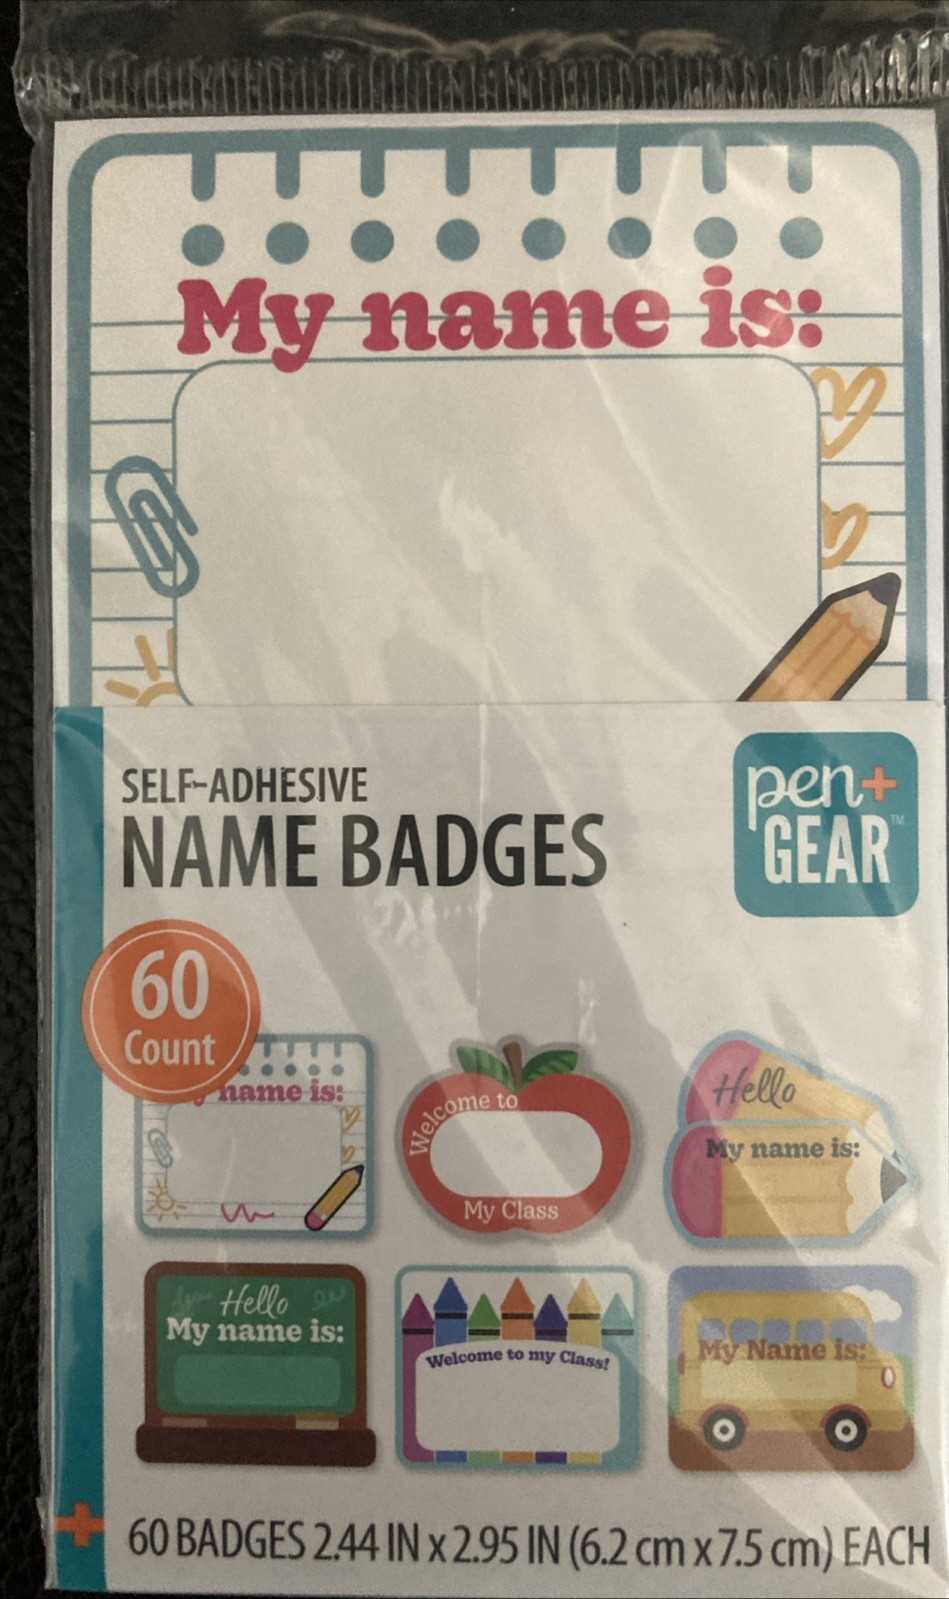 My name is:
SELF-ADHESIVE
NAME BADGES
pen+
GEAR™
60
Count
name is:
Welcome to
My Class
Hello
My name is:
Hello
My name is:
Welcome to my Class!
My Name is:
60 BADGES 2.44 IN x 2.95 IN (6.2 cm x 7.5 cm) EACH